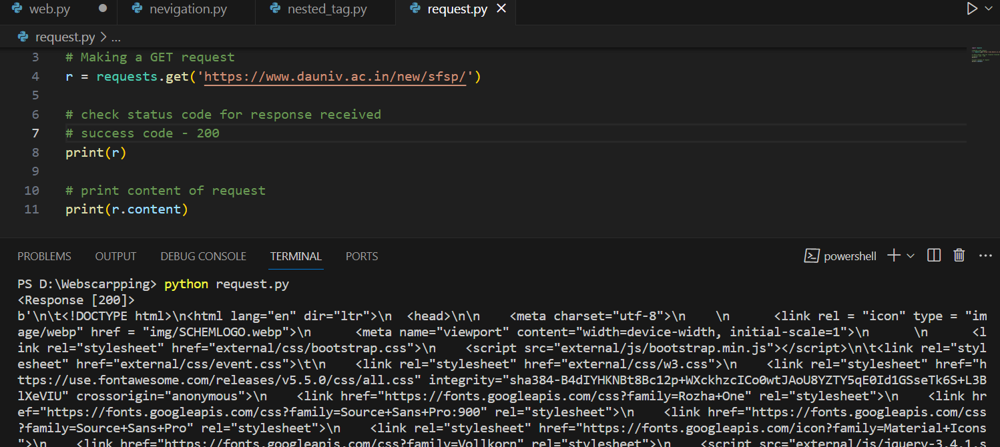 web.py nevigation.py nested_tag.py request.py
request.py > ...
3 # Making a GET request
4 r = requests.get('https://www.dauniv.ac.in/new/sfsp/')
5
6 # check status code for response received
7 # success code - 200
8 print(r)
9
10 # print content of request
11 print(r.content)
PROBLEMS OUTPUT DEBUG CONSOLE TERMINAL PORTS powershell
PS D:\Webscarpping> python request.py
<Response [200]>
b'\n\t<!DOCTYPE html>\n<html lang="en" dir="ltr">\n  <head>\n\n    <meta charset="utf-8">\n    \n      <link rel = "icon" type = "im
age/webp" href = "img/SCHEMLOGO.webp">\n      <meta name="viewport" content="width=device-width, initial-scale=1">\n      \n      <l
ink rel="stylesheet" href="external/css/bootstrap.css">\n    <script src="external/js/bootstrap.min.js"></script>\n\t<link rel="styl
esheet" href="external/css/event.css">\t\n    <link rel="stylesheet" href="external/css/w3.css">\n    <link rel="stylesheet" href="h
ttps://use.fontawesome.com/releases/v5.5.0/css/all.css" integrity="sha384-B4dIYHKNBt8Bc12p+WXckhzcICo0wtJAoU8YZTY5qE0Id1GSseTk6S+L3B
lXeVIU" crossorigin="anonymous">\n    <link href="https://fonts.googleapis.com/css?family=Rozha+One" rel="stylesheet">\n    <link hr
ef="https://fonts.googleapis.com/css?family=Source+Sans+Pro:900" rel="stylesheet">\n    <link href="https://fonts.googleapis.com/css
?family=Source+Sans+Pro" rel="stylesheet">\n    <link rel="stylesheet" href="https://fonts.googleapis.com/icon?family=Material+Icons
">\n    <link href="https://fonts.googleapis.com/css?family=Vollkorn" rel="stylesheet">\n    <script src="external/js/jquery-3.4.1.s